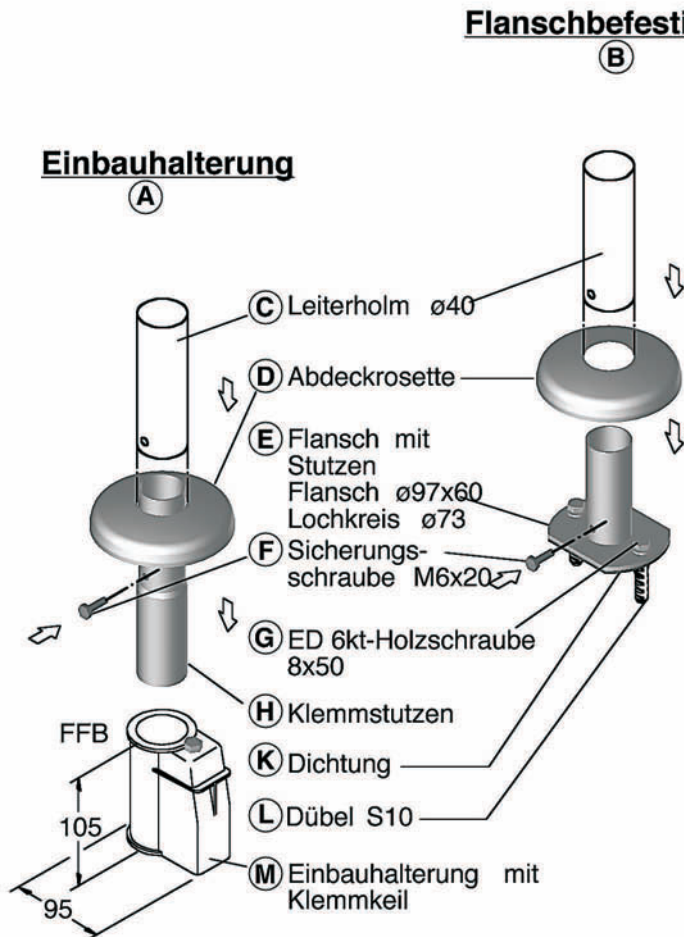 Flanschbefesti
B
Einbauhalterung
A
C Leiterholm ø40
D Abdeckrosette
E Flansch mit
Stutzen
Flansch ø97x60
Lochkreis ø73
F Sicherungs-
schraube M6x20
G ED 6kt-Holzschraube
8x50
H Klemmstutzen
FFB
K Dichtung
105
L Dübel S10
M Einbauhalterung mit
Klemmkeil
95